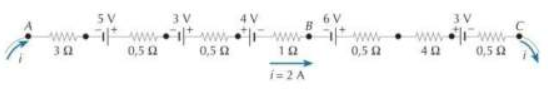 5 V 3 V 4 V 6 V 3 V
A B C
- + - + + - - + + -
3 Ω 0,5 Ω 0,5 Ω 1 Ω 0,5 Ω 4 Ω 0,5 Ω
i i
i = 2 A